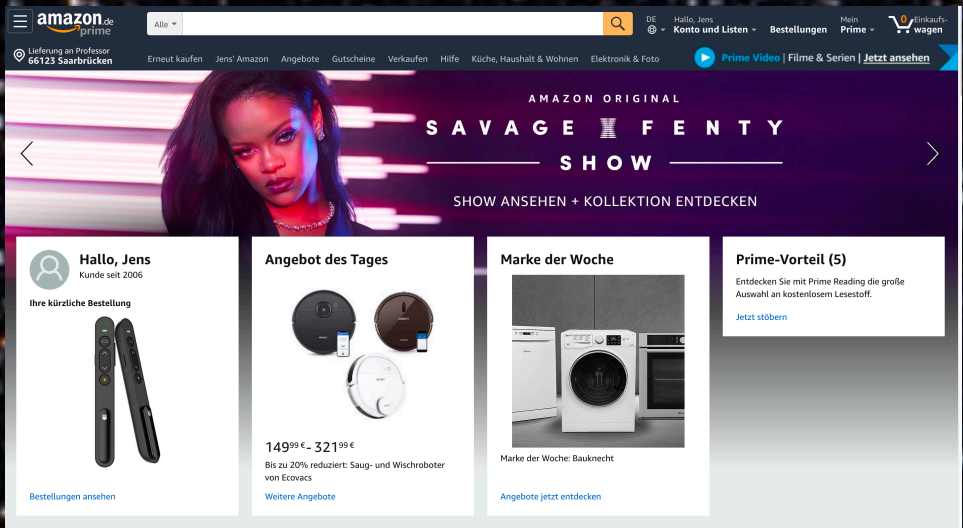 amazon.de
prime
Alle
DE
Hallo, Jens
Konto und Listen
Bestellungen
Mein
Prime
0
Einkaufs-
wagen
Lieferung an Professor
66123 Saarbrücken
Erneut kaufen Jens' Amazon Angebote Gutscheine Verkaufen Hilfe Küche, Haushalt & Wohnen Elektronik & Foto
Prime Video | Filme & Serien | Jetzt ansehen
AMAZON ORIGINAL
SAVAGE X FENTY
SHOW
SHOW ANSEHEN + KOLLEKTION ENTDECKEN
Hallo, Jens
Kunde seit 2006
Ihre kürzliche Bestellung
Bestellungen ansehen
Angebot des Tages
149⁹⁹ € - 321⁹⁹ €
Bis zu 20% reduziert: Saug- und Wischroboter
von Ecovacs
Weitere Angebote
Marke der Woche
Marke der Woche: Bauknecht
Angebote jetzt entdecken
Prime-Vorteil (5)
Entdecken Sie mit Prime Reading die große
Auswahl an kostenlosem Lesestoff.
Jetzt stöbern